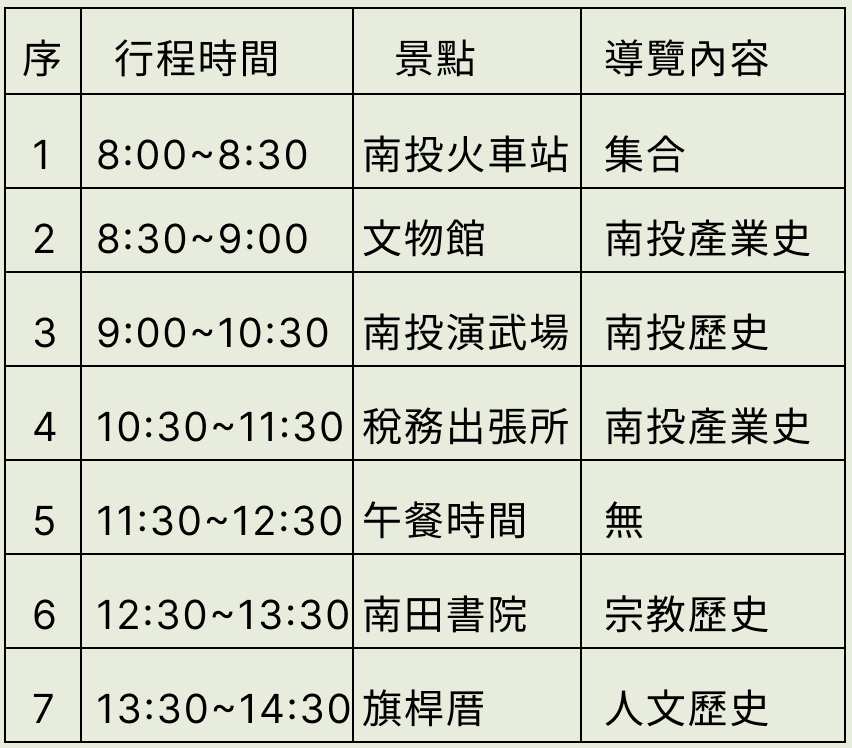 序 行程時間 景點 導覽內容
1 8:00~8:30 南投火車站 集合
2 8:30~9:00 文物館 南投產業史
3 9:00~10:30 南投演武場 南投歷史
4 10:30~11:30 稅務出張所 南投產業史
5 11:30~12:30 午餐時間 無
6 12:30~13:30 南田書院 宗教歷史
7 13:30~14:30 旗桿厝 人文歷史